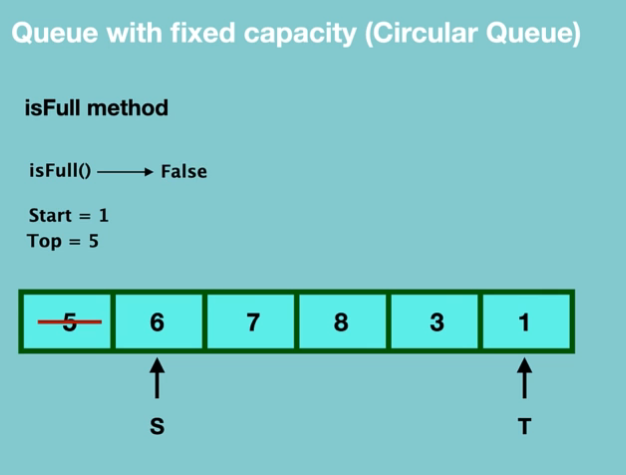 Queue with fixed capacity (Circular Queue)
isFull method
isFull() → False
Start = 1
Top = 5
5 6 7 8 3 1
S T